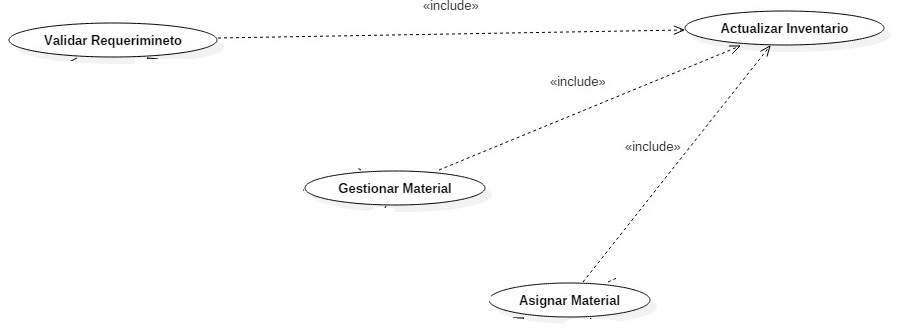 «include»
Validar Requerimineto
Actualizar Inventario
«include»
«include»
Gestionar Material
Asignar Material